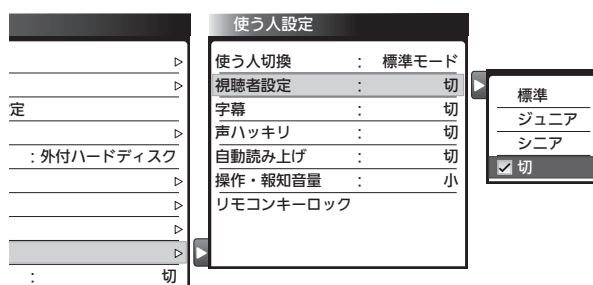 定
：外付ハードディスク
： 切
使う人設定
使う人切換 ： 標準モード
視聴者設定 ： 切
字幕 ： 切
声ハッキリ ： 切
自動読み上げ ： 切
操作・報知音量 ： 小
リモコンキーロック
標準
ジュニア
シニア
切